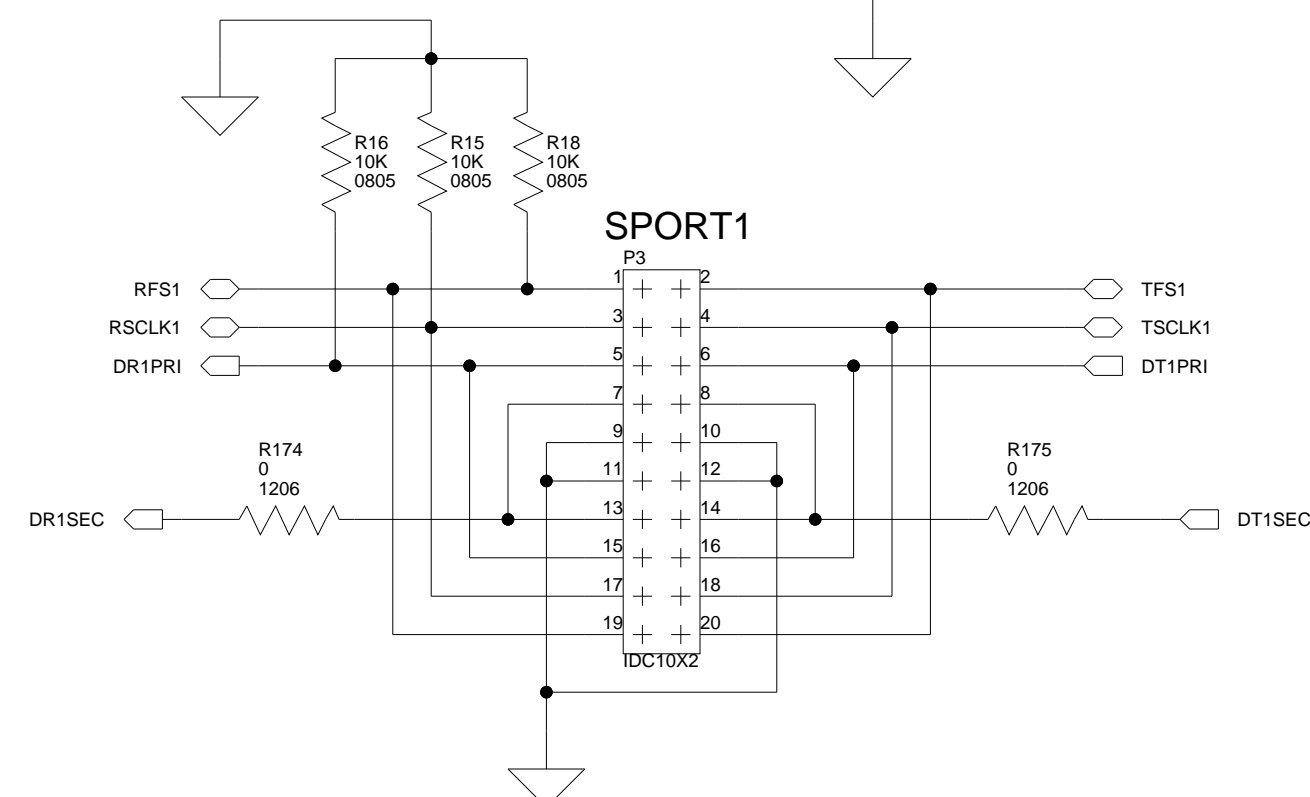 R16
10K
0805
R15
10K
0805
R18
10K
0805
SPORT1
P3
RFS1
1
2
TFS1
RSCLK1
3
4
TSCLK1
DR1PRI
5
6
DT1PRI
7
8
9
10
R174
0
1206
11
12
R175
0
1206
DR1SEC
13
14
DT1SEC
15
16
17
18
19
20
IDC10X2